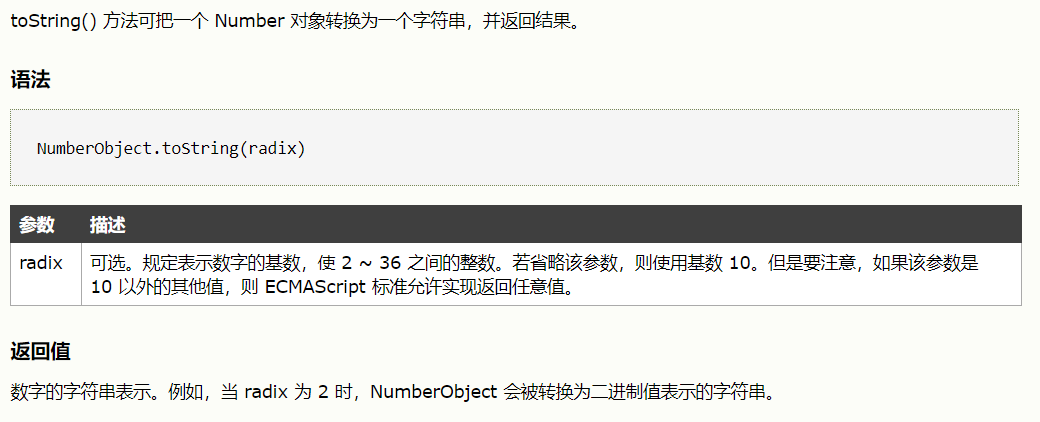 toString() 方法可把一个 Number 对象转换为一个字符串，并返回结果。
语法
NumberObject.toString(radix)
参数 描述
radix 可选。规定表示数字的基数，使 2 ~ 36 之间的整数。若省略该参数，则使用基数 10。但是要注意，如果该参数是
10 以外的其他值，则 ECMAScript 标准允许实现返回任意值。
返回值
数字的字符串表示。例如，当 radix 为 2 时，NumberObject 会被转换为二进制值表示的字符串。